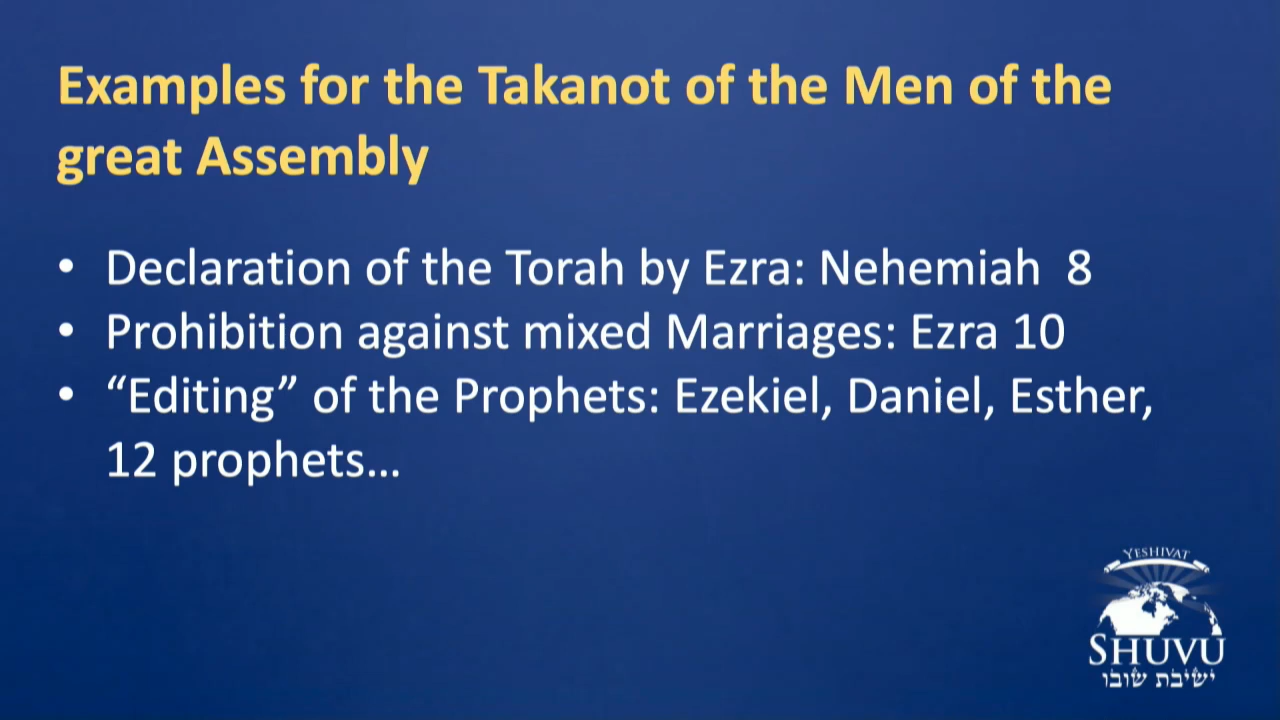 Examples for the Takanot of the Men of the
great Assembly
• Declaration of the Torah by Ezra: Nehemiah  8
• Prohibition against mixed Marriages: Ezra 10
• “Editing” of the Prophets: Ezekiel, Daniel, Esther,
12 prophets…
YESHIVAT
SHUVU
ישיבת שובו